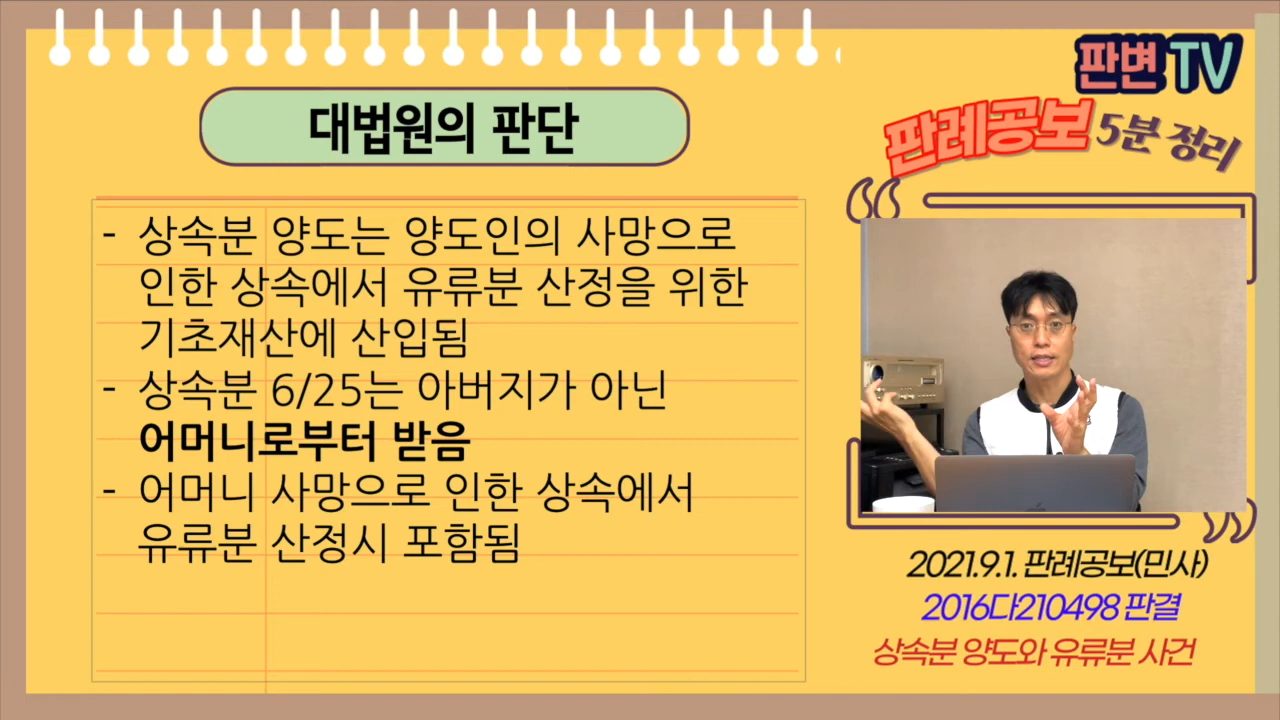 판변 TV
판례공보 5분 정리
대법원의 판단
- 상속분 양도는 양도인의 사망으로
인한 상속에서 유류분 산정을 위한
기초재산에 산입됨
- 상속분 6/25는 아버지가 아닌
어머니로부터 받음
- 어머니 사망으로 인한 상속에서
유류분 산정시 포함됨
2021.9.1. 판례공보(민사)
2016다210498 판결
상속분 양도와 유류분 사건